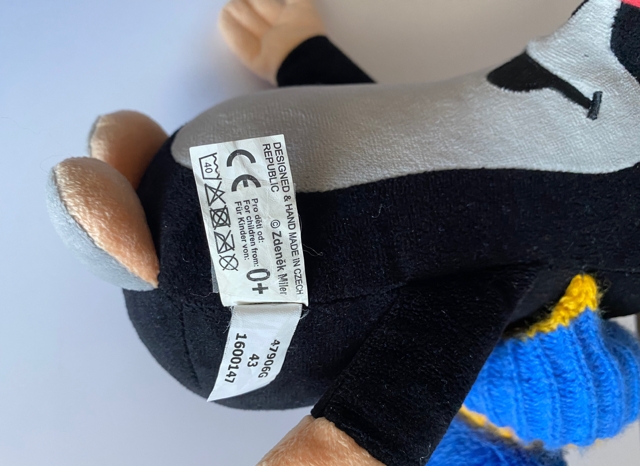 DESIGNED & HAND MADE IN CZECH
REPUBLIC
© Zdeněk Miler
CE
Pro děti od:
For children from:
Für Kinder von:
0+
40
47906G
43
1600147